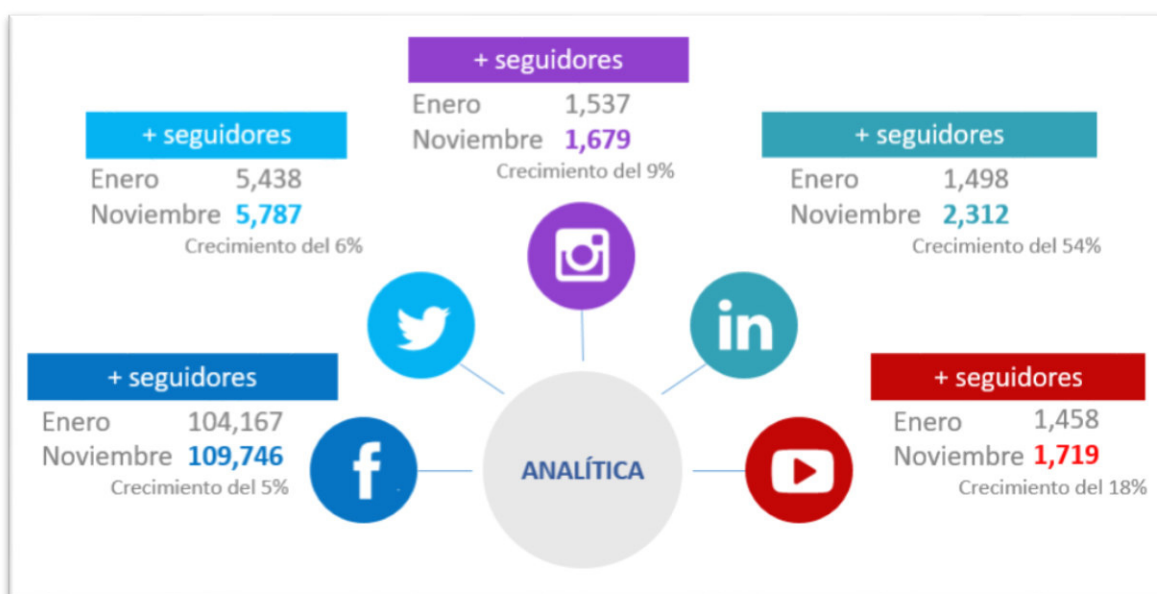 + seguidores
Enero 1,537
Noviembre 1,679
Crecimiento del 9%
+ seguidores
Enero 5,438
Noviembre 5,787
Crecimiento del 6%
+ seguidores
Enero 1,498
Noviembre 2,312
Crecimiento del 54%
+ seguidores
Enero 104,167
Noviembre 109,746
Crecimiento del 5%
+ seguidores
Enero 1,458
Noviembre 1,719
Crecimiento del 18%
ANALÍTICA